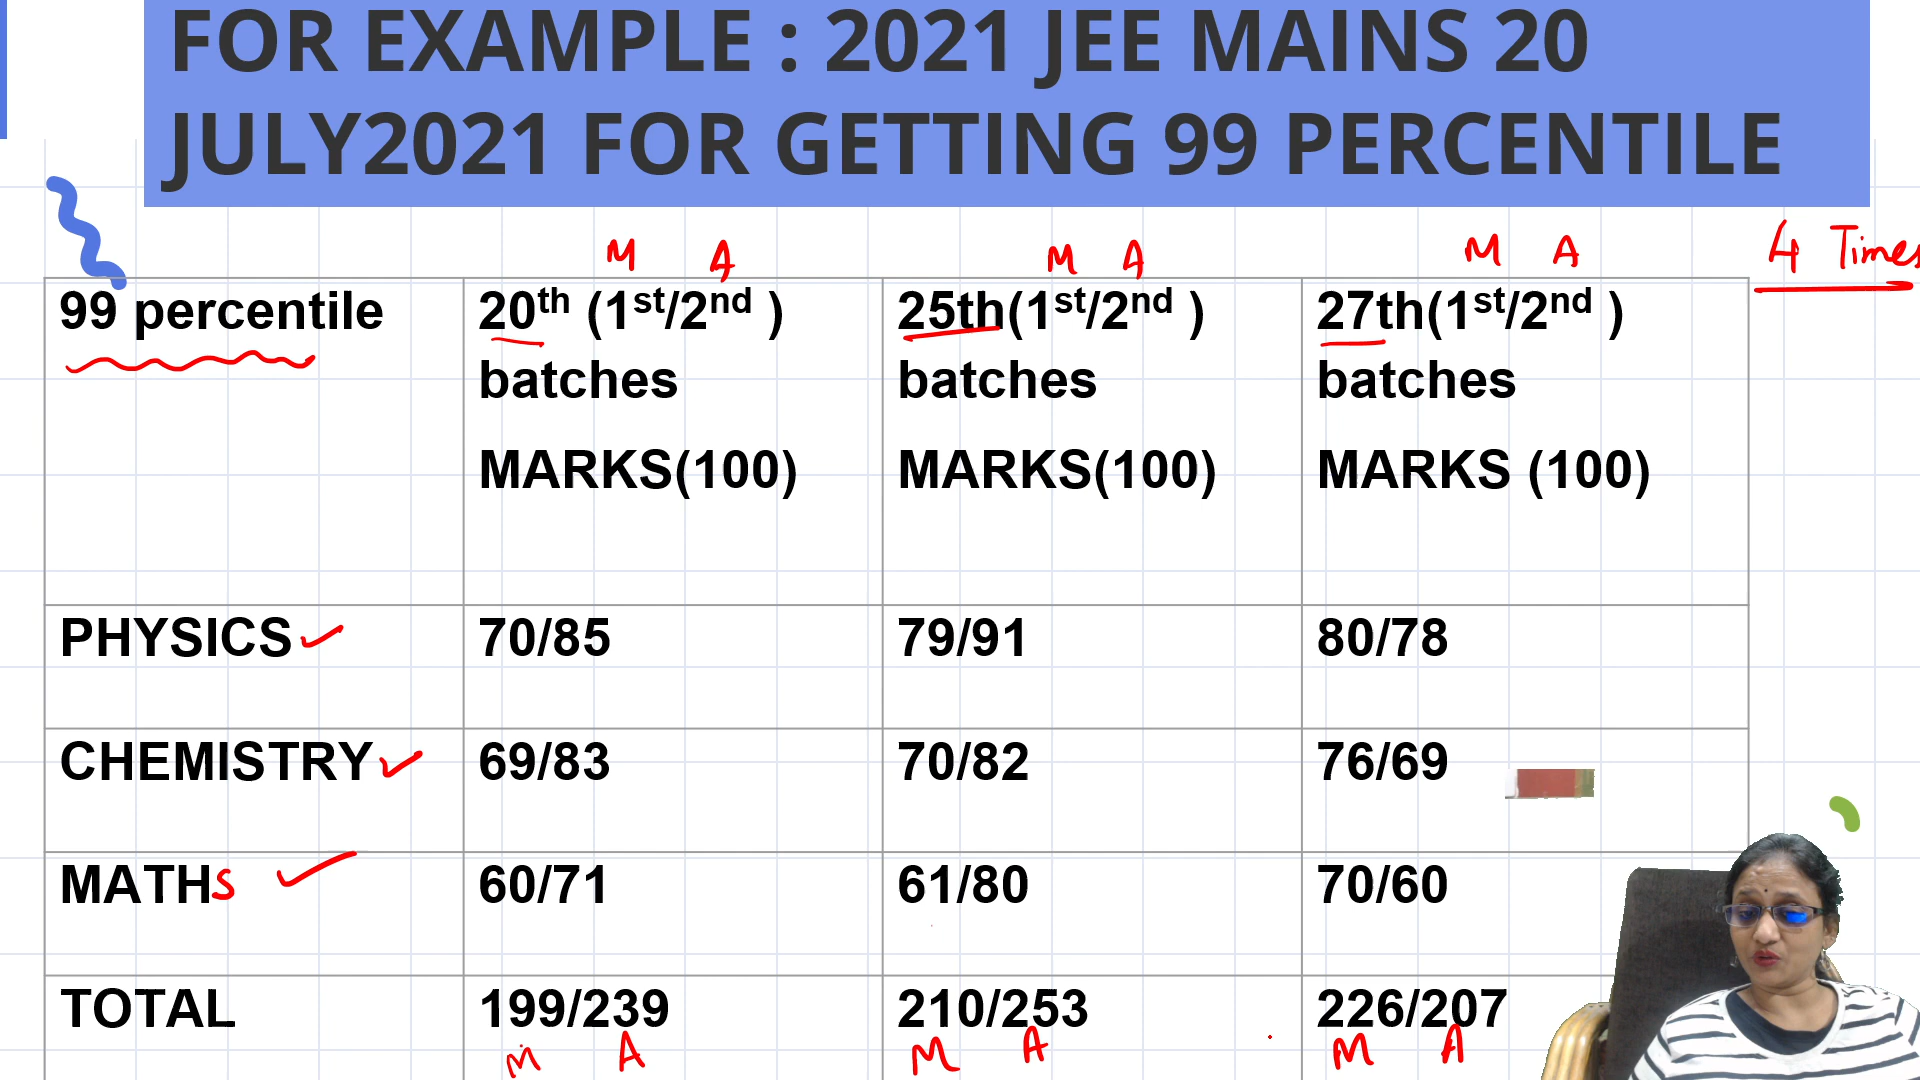 FOR EXAMPLE : 2021 JEE MAINS 20
JULY2021 FOR GETTING 99 PERCENTILE
M A M A M A 4 Times
99 percentile 20th (1st/2nd ) 25th(1st/2nd ) 27th(1st/2nd )
batches batches batches
MARKS(100) MARKS(100) MARKS (100)
PHYSICS 70/85 79/91 80/78
CHEMISTRY 69/83 70/82 76/69
MATHs 60/71 61/80 70/60
TOTAL 199/239 210/253 226/207
M A M A M A